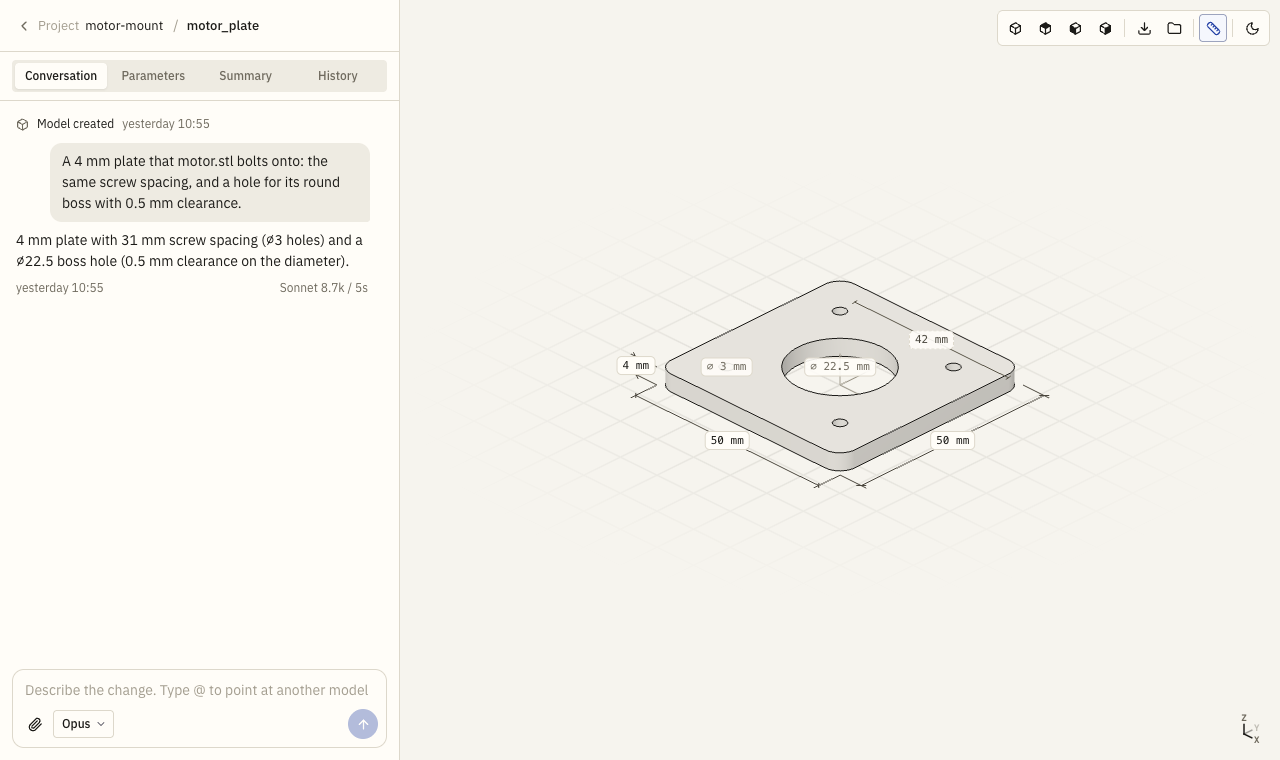 Project motor-mount / motor_plate
Conversation Parameters Summary History
Model created yesterday 10:55
A 4 mm plate that motor.stl bolts onto: the
same screw spacing, and a hole for its round
boss with 0.5 mm clearance.
4 mm plate with 31 mm screw spacing (⌀3 holes) and a
⌀22.5 boss hole (0.5 mm clearance on the diameter).
yesterday 10:55 Sonnet 8.7k / 5s
42 mm
4 mm
⌀ 3 mm
⌀ 22.5 mm
50 mm
50 mm
Describe the change. Type @ to point at another model
Opus
Z
Y
X